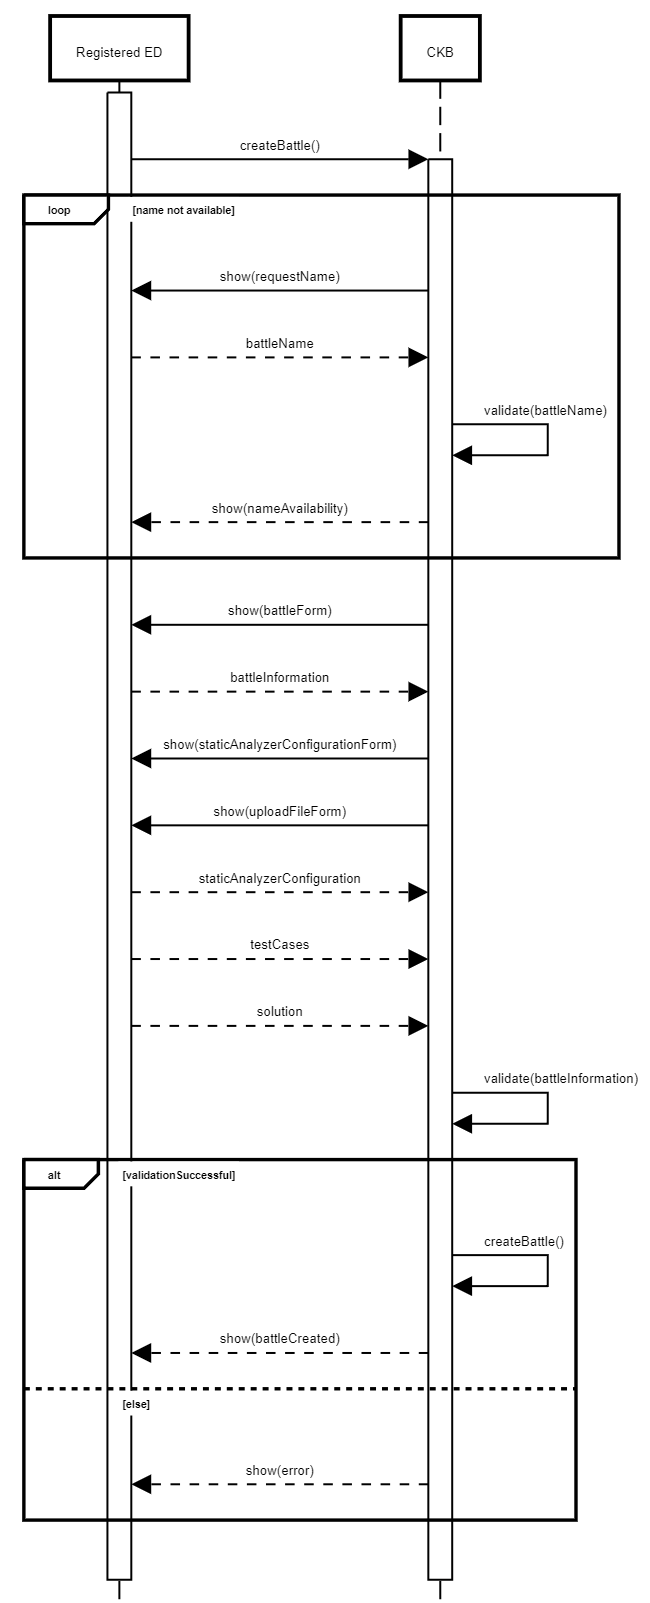 Registered ED
CKB
createBattle()
loop
[name not available]
show(requestName)
battleName
validate(battleName)
show(nameAvailability)
show(battleForm)
battleInformation
show(staticAnalyzerConfigurationForm)
show(uploadFileForm)
staticAnalyzerConfiguration
testCases
solution
validate(battleInformation)
alt
[validationSuccessful]
createBattle()
show(battleCreated)
[else]
show(error)